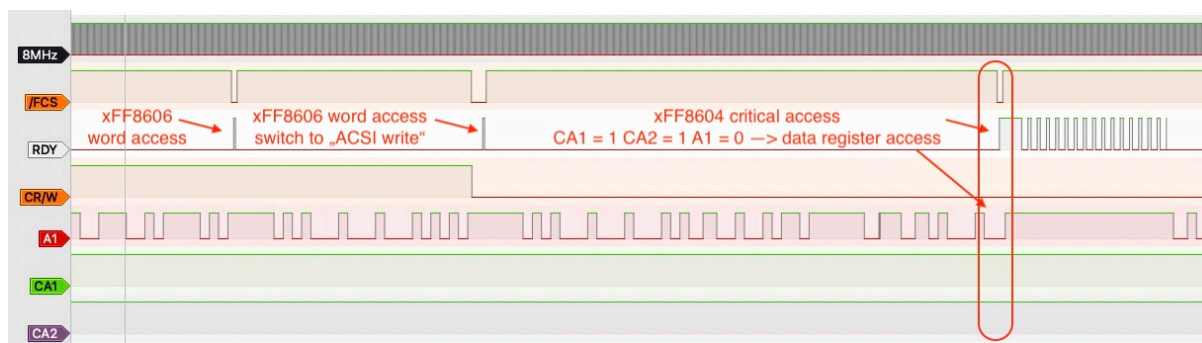 8MHz
/FCS
xFF8606
word access
xFF8606 word access
switch to „ACSI write“
xFF8604 critical access
CA1 = 1 CA2 = 1 A1 = 0 —> data register access
RDY
CR/W
A1
CA1
CA2